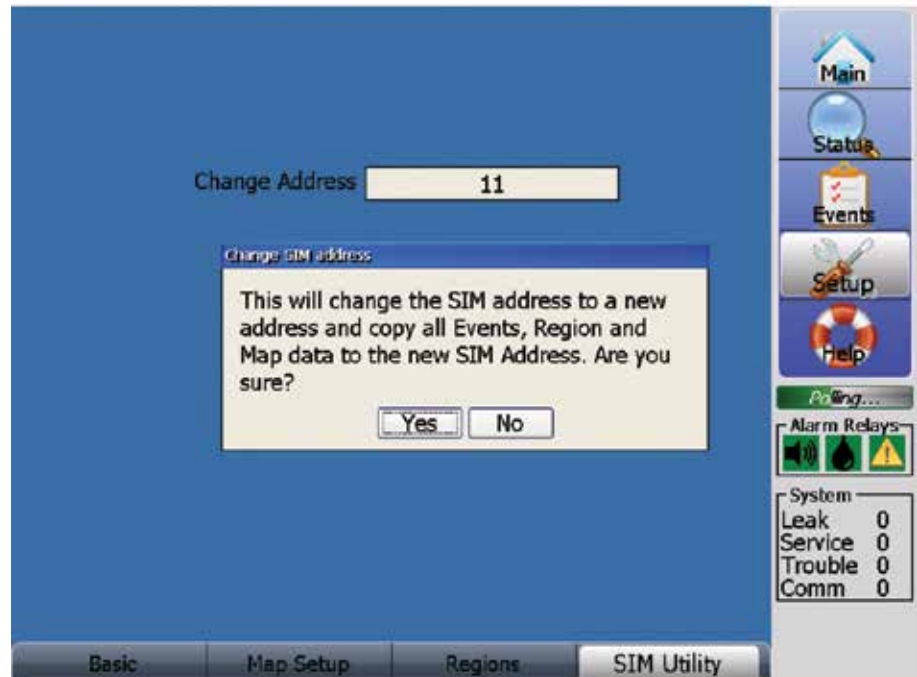 Change Address 11
Change SIM address
This will change the SIM address to a new
address and copy all Events, Region and
Map data to the new SIM Address. Are you
sure?
Yes No
Main
Status
Events
Setup
Help
Polling...
Alarm Relays
System
Leak 0
Service 0
Trouble 0
Comm 0
Basic Map Setup Regions SIM Utility